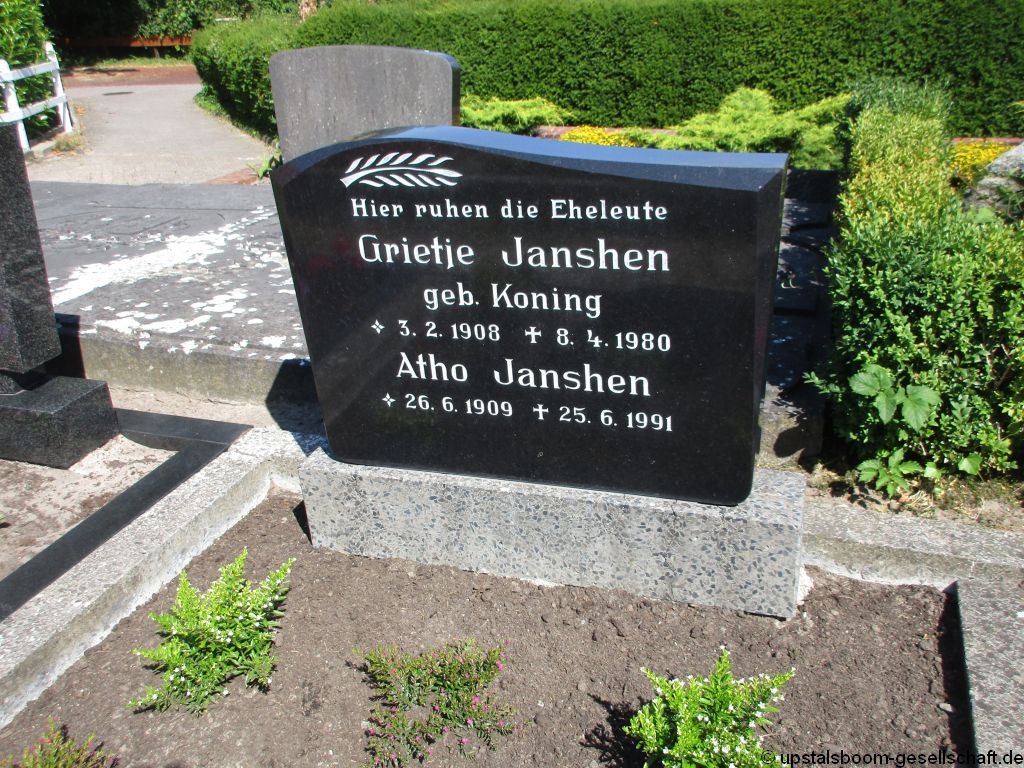 Hier ruhen die Eheleute
Grietje Janshen
geb. Koning
✧ 3. 2. 1908 ✝ 8. 4. 1980
Atho Janshen
✧ 26. 6. 1909 ✝ 25. 6. 1991
© upstalsboom-gesellschaft.de